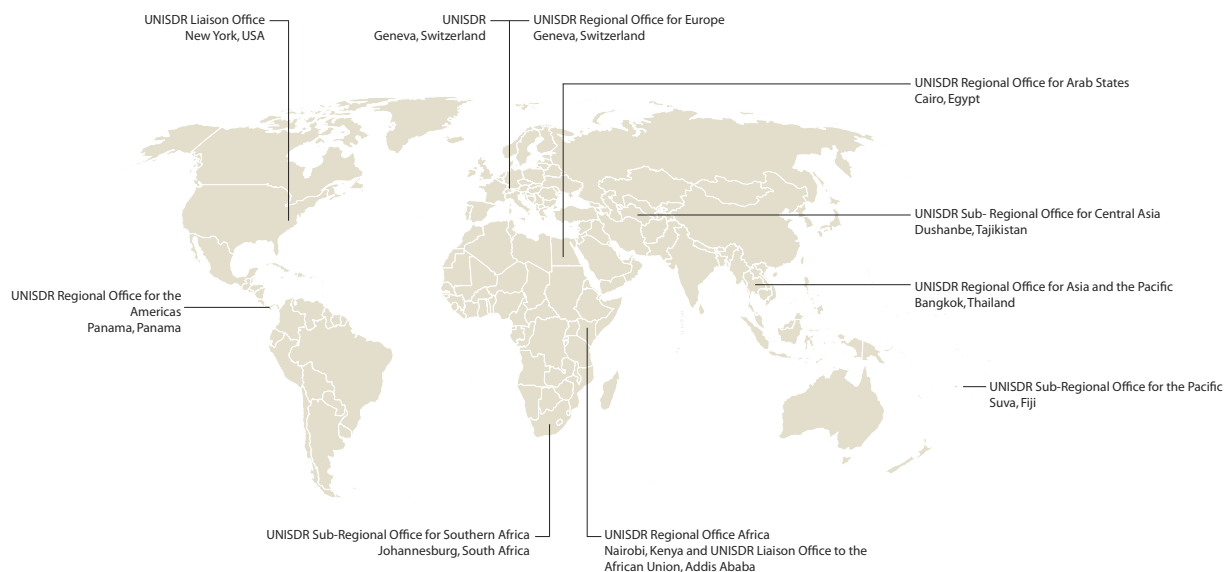 UNISDR Liaison Office
New York, USA
UNISDR
Geneva, Switzerland
UNISDR Regional Office for Europe
Geneva, Switzerland
UNISDR Regional Office for Arab States
Cairo, Egypt
UNISDR Sub- Regional Office for Central Asia
Dushanbe, Tajikistan
UNISDR Regional Office for Asia and the Pacific
Bangkok, Thailand
UNISDR Regional Office for the
Americas
Panama, Panama
UNISDR Sub-Regional Office for the Pacific
Suva, Fiji
UNISDR Sub-Regional Office for Southern Africa
Johannesburg, South Africa
UNISDR Regional Office Africa
Nairobi, Kenya and UNISDR Liaison Office to the
African Union, Addis Ababa